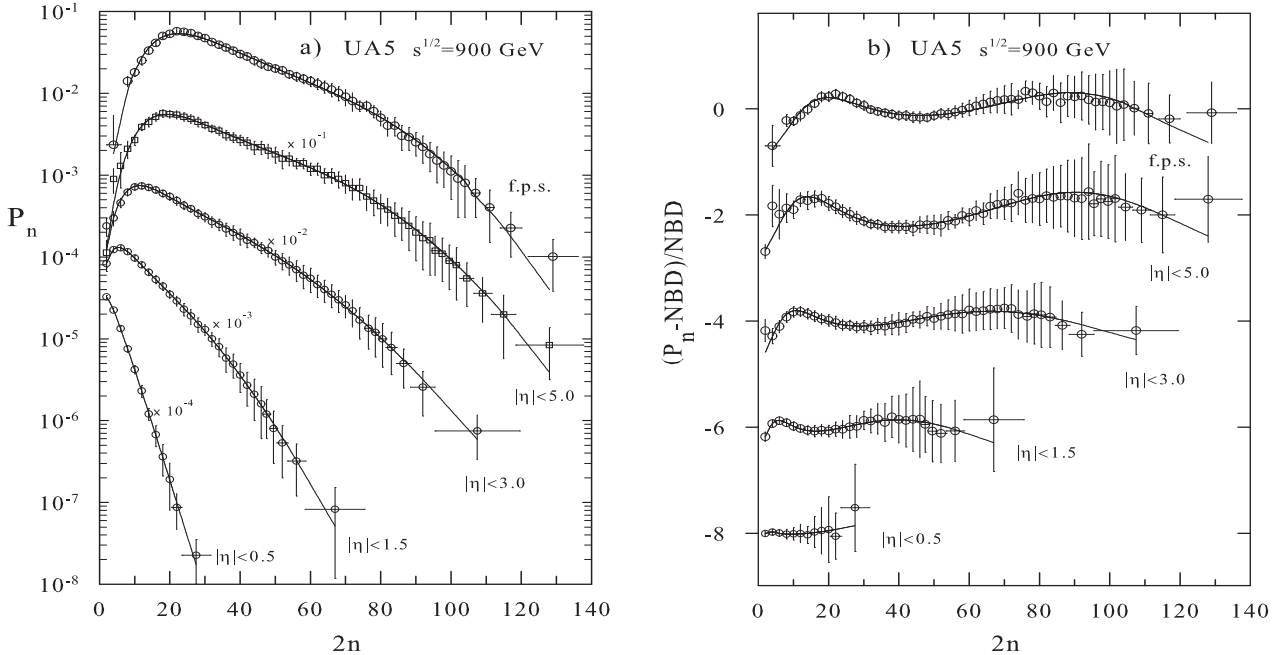 a) UA5 s^{1/2}=900 GeV
P_n
10^{-1}
10^{-2}
10^{-3}
10^{-4}
10^{-5}
10^{-6}
10^{-7}
10^{-8}
× 10^{-1}
× 10^{-2}
× 10^{-3}
× 10^{-4}
f.p.s.
|η|<5.0
|η|<3.0
|η|<1.5
|η|<0.5
0 20 40 60 80 100 120 140
2n
b) UA5 s^{1/2}=900 GeV
(P_n-NBD)/NBD
0
-2
-4
-6
-8
f.p.s.
|η|<5.0
|η|<3.0
|η|<1.5
|η|<0.5
0 20 40 60 80 100 120 140
2n